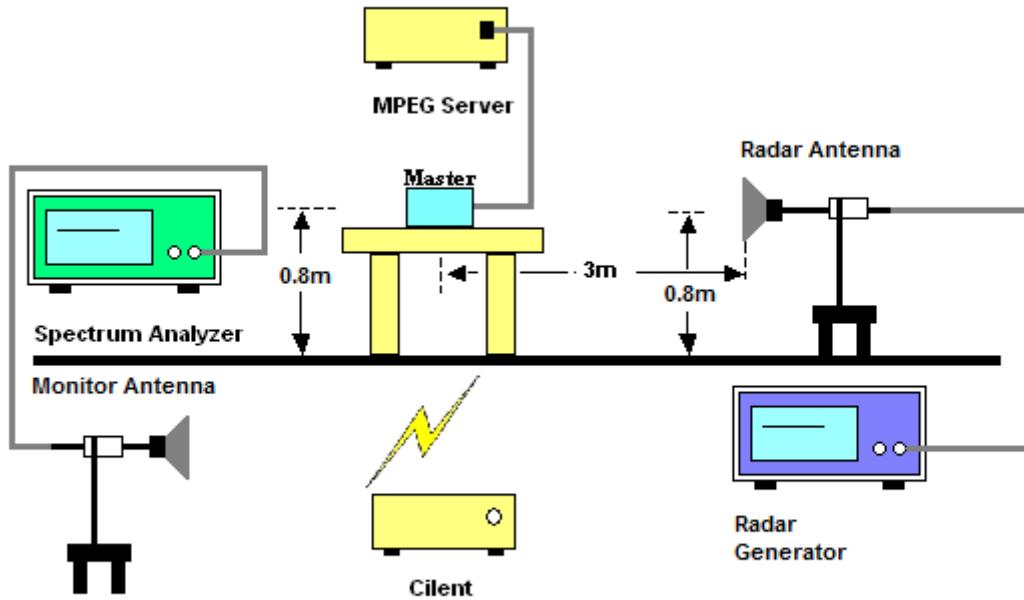 MPEG Server
Radar Antenna
Master
0.8m
3m
0.8m
Spectrum Analyzer
Monitor Antenna
Radar
Generator
Cilent